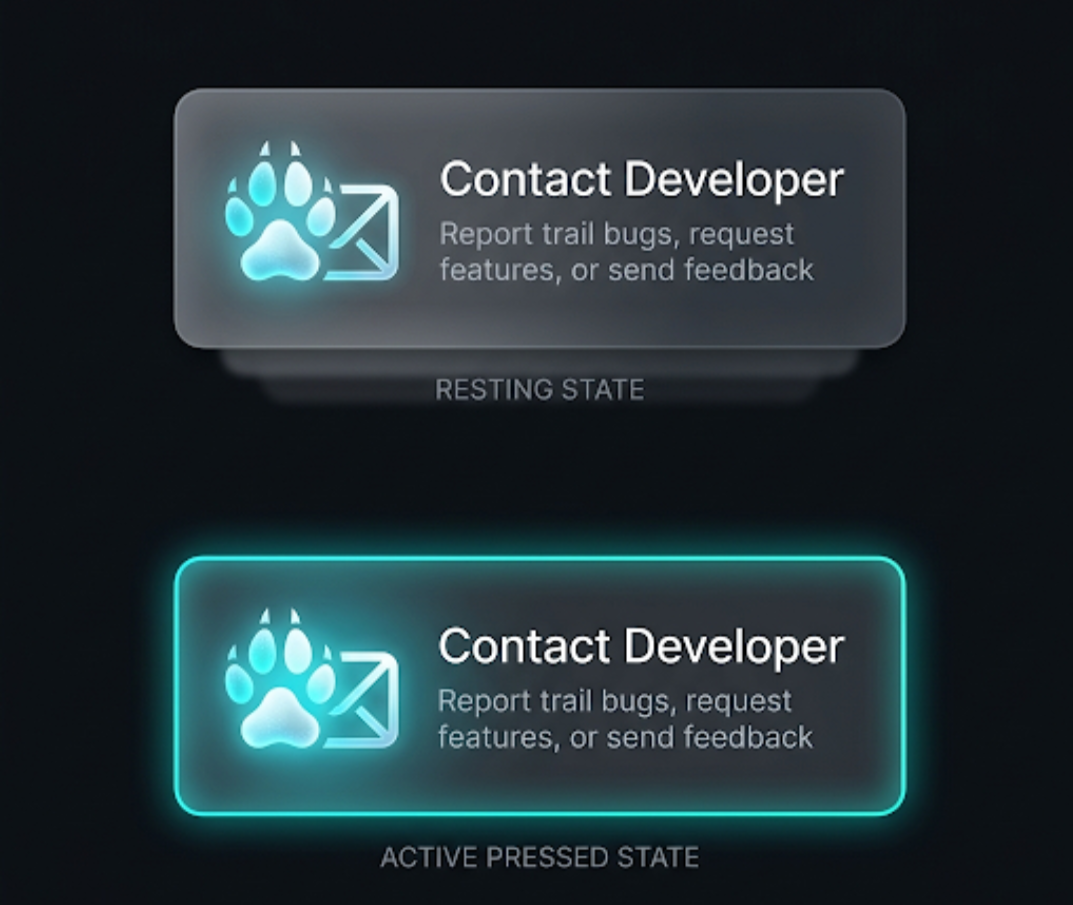 Contact Developer
Report trail bugs, request
features, or send feedback
RESTING STATE
Contact Developer
Report trail bugs, request
features, or send feedback
ACTIVE PRESSED STATE